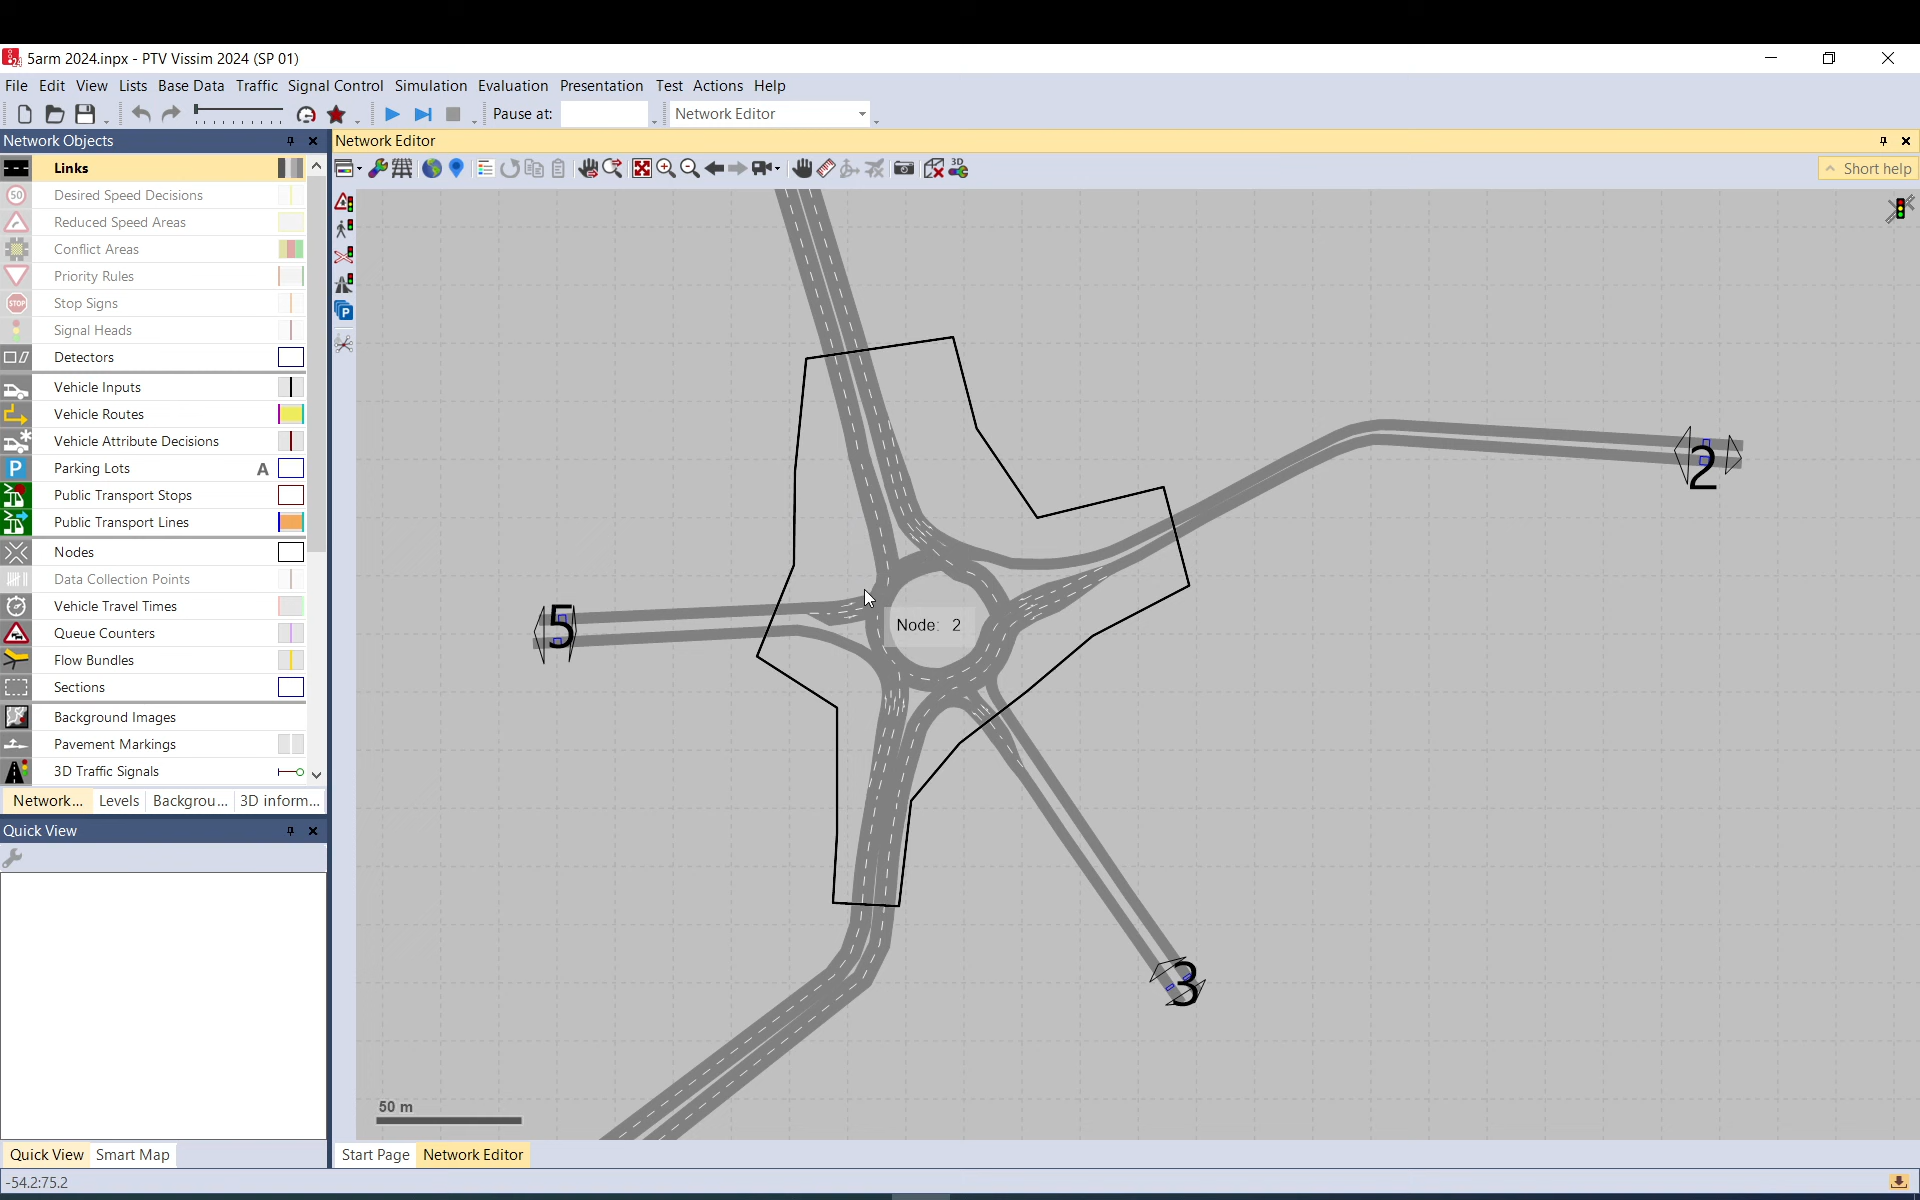 5arm 2024.inpx - PTV Vissim 2024 (SP 01)
File Edit View Lists Base Data Traffic Signal Control Simulation Evaluation Presentation Test Actions Help
Pause at: Network Editor
Network Objects
Network Editor
Short help
Links
50 Desired Speed Decisions
Reduced Speed Areas
Conflict Areas
Priority Rules
STOP Stop Signs
Signal Heads
Detectors
Vehicle Inputs
Vehicle Routes
Vehicle Attribute Decisions
P Parking Lots A
Public Transport Stops
Public Transport Lines
Nodes
Data Collection Points
Vehicle Travel Times
Queue Counters
Flow Bundles
Sections
Background Images
Pavement Markings
3D Traffic Signals
Network... Levels Backgrou... 3D inform...
Quick View
Quick View Smart Map
3D
P
2
5
Node: 2
3
50 m
Start Page Network Editor
-54.2:75.2